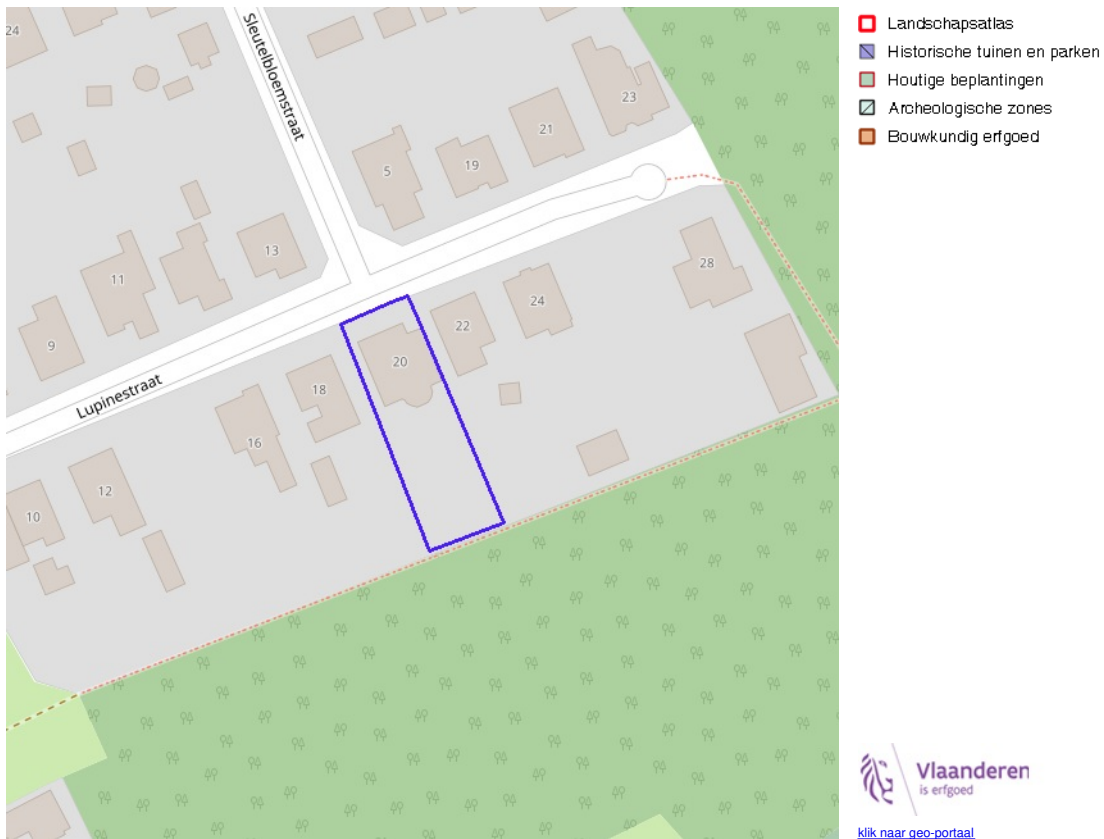 24
Sleutelbloemstraat
23
21
5
19
13
11
28
9
24
22
20
18
Lupinestraat
16
12
10
Landschapsatlas
Historische tuinen en parken
Houtige beplantingen
Archeologische zones
Bouwkundig erfgoed
Vlaanderen
is erfgoed
klik naar geo-portaal